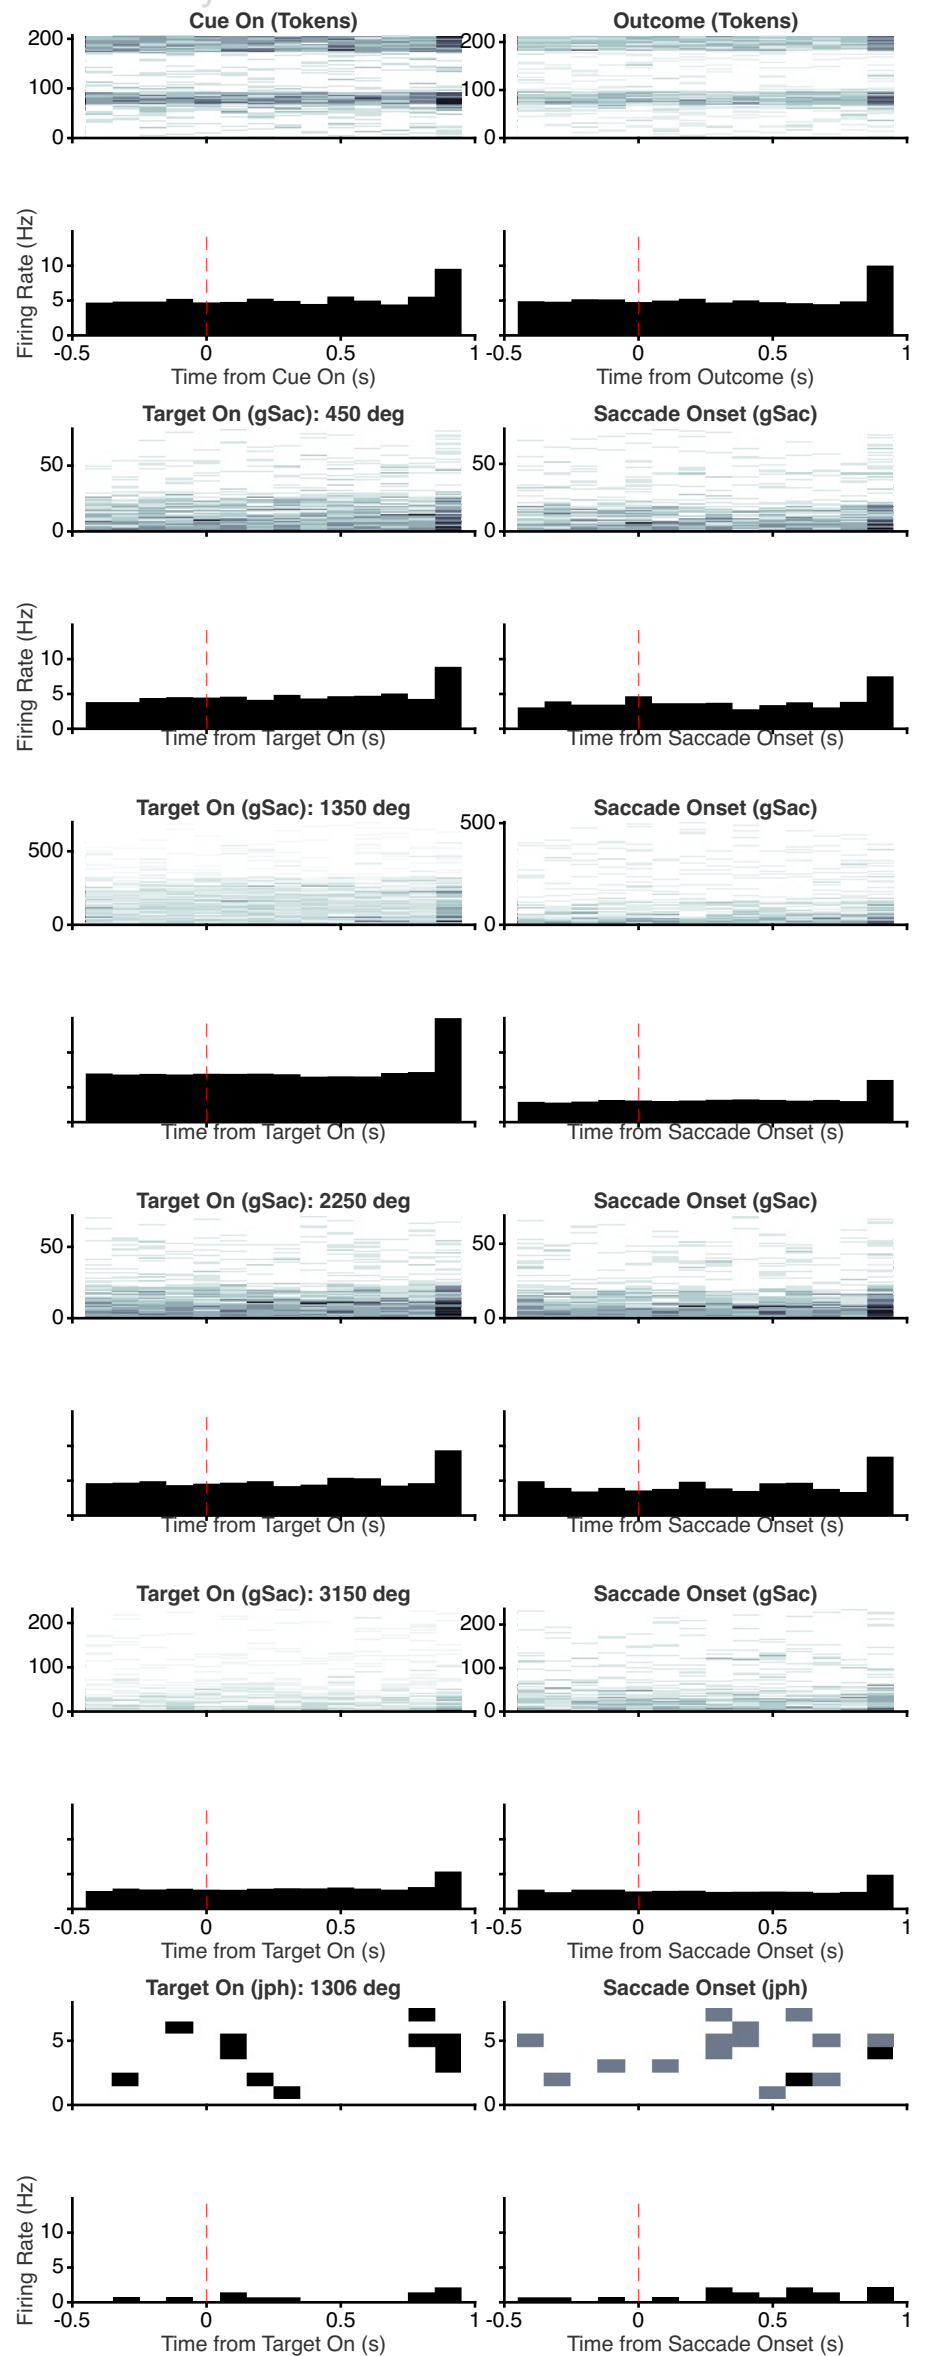 Cue On (Tokens) Outcome (Tokens)
200 200
100 100
0 0
Firing Rate (Hz)
10
5
0
-0.5 0 0.5 1 -0.5 0 0.5 1
Time from Cue On (s) Time from Outcome (s)
Target On (gSac): 450 deg Saccade Onset (gSac)
50 50
0 0
Firing Rate (Hz)
10
5
0
Time from Target On (s) Time from Saccade Onset (s)
Target On (gSac): 1350 deg Saccade Onset (gSac)
500 500
0 0
Time from Target On (s) Time from Saccade Onset (s)
Target On (gSac): 2250 deg Saccade Onset (gSac)
50 50
0 0
Time from Target On (s) Time from Saccade Onset (s)
Target On (gSac): 3150 deg Saccade Onset (gSac)
200 200
100 100
0 0
-0.5 0 0.5 1 -0.5 0 0.5 1
Time from Target On (s) Time from Saccade Onset (s)
Target On (jph): 1306 deg Saccade Onset (jph)
5 5
0 0
Firing Rate (Hz)
10
5
0
-0.5 0 0.5 1 -0.5 0 0.5 1
Time from Target On (s) Time from Saccade Onset (s)